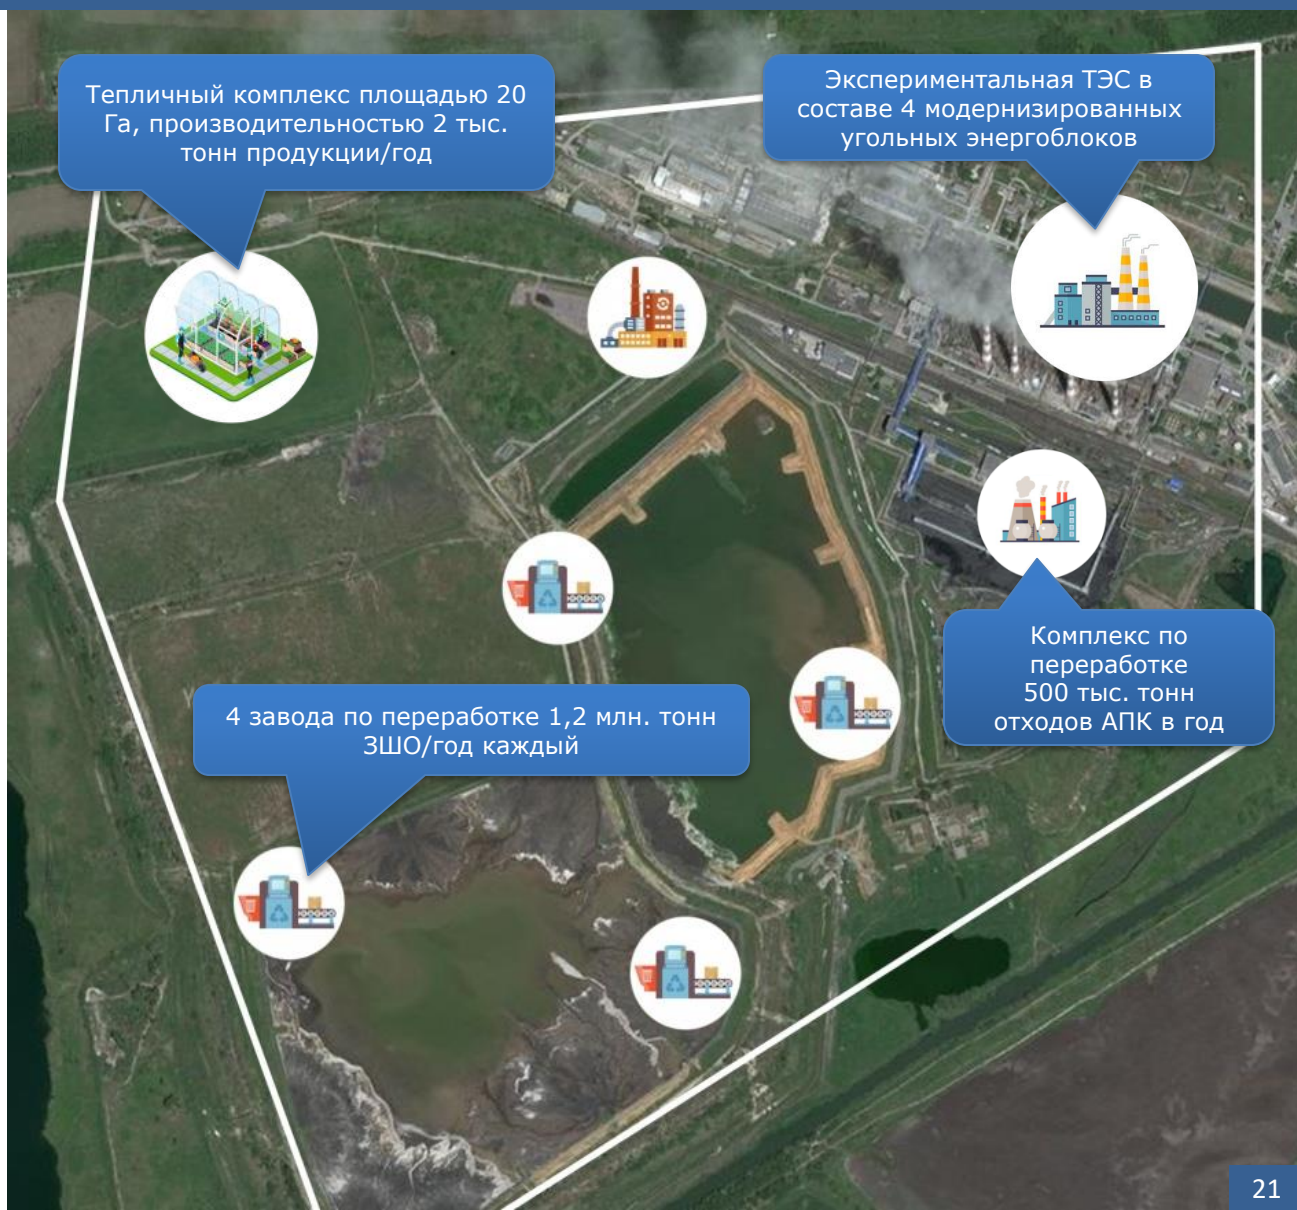 Тепличный комплекс площадью 20
Га, производительностью 2 тыс.
тонн продукции/год
Экспериментальная ТЭС в
составе 4 модернизированных
угольных энергоблоков
Комплекс по
переработке
500 тыс. тонн
отходов АПК в год
4 завода по переработке 1,2 млн. тонн
ЗШО/год каждый
21